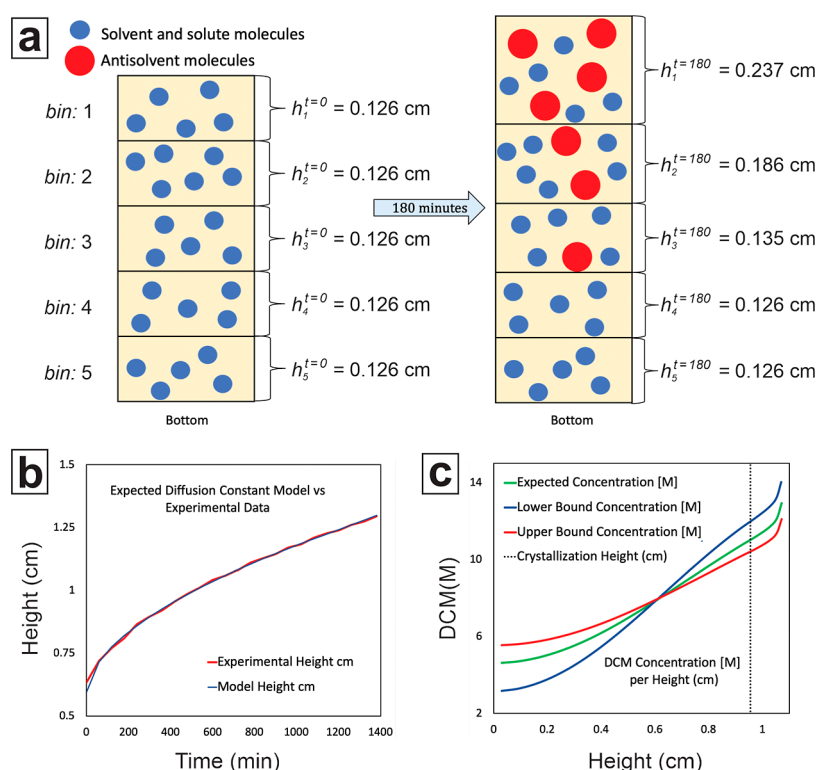 a
Solvent and solute molecules
Antisolvent molecules
bin: 1
h₁ᵗ⁼⁰ = 0.126 cm
bin: 2
h₂ᵗ⁼⁰ = 0.126 cm
bin: 3
h₃ᵗ⁼⁰ = 0.126 cm
bin: 4
h₄ᵗ⁼⁰ = 0.126 cm
bin: 5
h₅ᵗ⁼⁰ = 0.126 cm
Bottom
180 minutes
h₁ᵗ⁼¹⁸⁰ = 0.237 cm
h₂ᵗ⁼¹⁸⁰ = 0.186 cm
h₃ᵗ⁼¹⁸⁰ = 0.135 cm
h₄ᵗ⁼¹⁸⁰ = 0.126 cm
h₅ᵗ⁼¹⁸⁰ = 0.126 cm
Bottom
b
Expected Diffusion Constant Model vs
Experimental Data
Height (cm)
1.5
1.25
1
0.75
0.5
Experimental Height cm
Model Height cm
0 200 400 600 800 1000 1200 1400
Time (min)
c
DCM(M)
14
10
6
2
Expected Concentration [M]
Lower Bound Concentration [M]
Upper Bound Concentration [M]
Crystallization Height (cm)
DCM Concentration [M]
per Height (cm)
0 0.2 0.4 0.6 0.8 1
Height (cm)